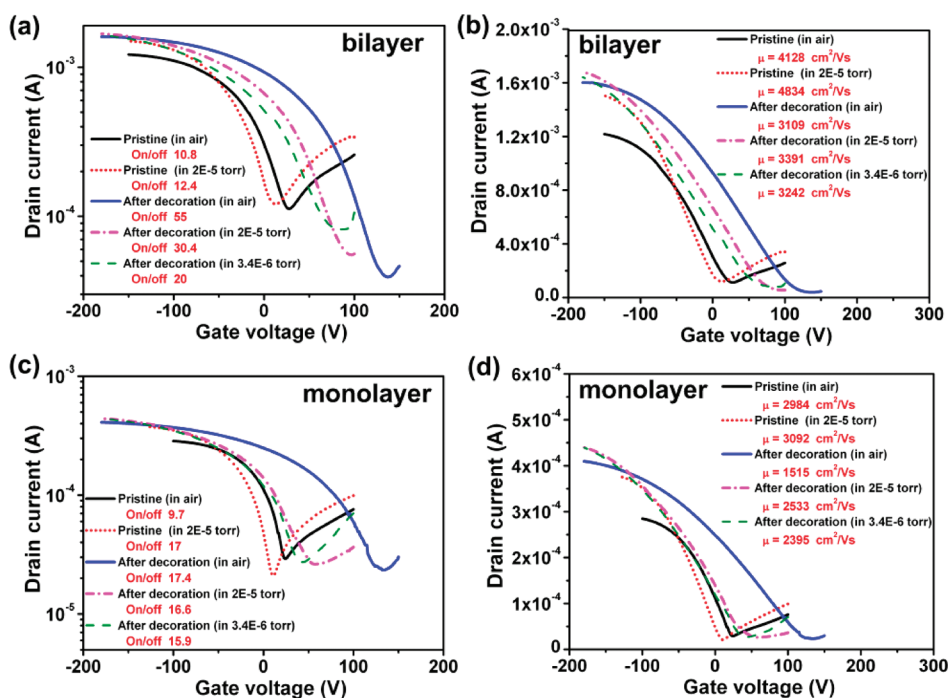 (a)
bilayer
10⁻³
10⁻⁴
Drain current (A)
Pristine (in air)
On/off 10.8
Pristine (in 2E-5 torr)
On/off 12.4
After decoration (in air)
On/off 55
After decoration (in 2E-5 torr)
On/off 30.4
After decoration (in 3.4E-6 torr)
On/off 20
-200 -100 0 100 200
Gate voltage (V)
(b)
bilayer
2.0x10⁻³
1.6x10⁻³
1.2x10⁻³
8.0x10⁻⁴
4.0x10⁻⁴
0.0
Drain current (A)
Pristine (in air)
μ = 4128 cm²/Vs
Pristine (in 2E-5 torr)
μ = 4834 cm²/Vs
After decoration (in air)
μ = 3109 cm²/Vs
After decoration (in 2E-5 torr)
μ = 3391 cm²/Vs
After decoration (in 3.4E-6 torr)
μ = 3242 cm²/Vs
-200 -100 0 100 200 300
Gate voltage (V)
(c)
monolayer
10⁻³
10⁻⁴
10⁻⁵
Drain current (A)
Pristine (in air)
On/off 9.7
Pristine (in 2E-5 torr)
On/off 17
After decoration (in air)
On/off 17.4
After decoration (in 2E-5 torr)
On/off 16.6
After decoration (in 3.4E-6 torr)
On/off 15.9
-200 -100 0 100 200
Gate voltage (V)
(d)
monolayer
6x10⁻⁴
5x10⁻⁴
4x10⁻⁴
3x10⁻⁴
2x10⁻⁴
1x10⁻⁴
0
Drain current (A)
Pristine (in air)
μ = 2984 cm²/Vs
Pristine (in 2E-5 torr)
μ = 3092 cm²/Vs
After decoration (in air)
μ = 1515 cm²/Vs
After decoration (in 2E-5 torr)
μ = 2533 cm²/Vs
After decoration (in 3.4E-6 torr)
μ = 2395 cm²/Vs
-200 -100 0 100 200 300
Gate voltage (V)